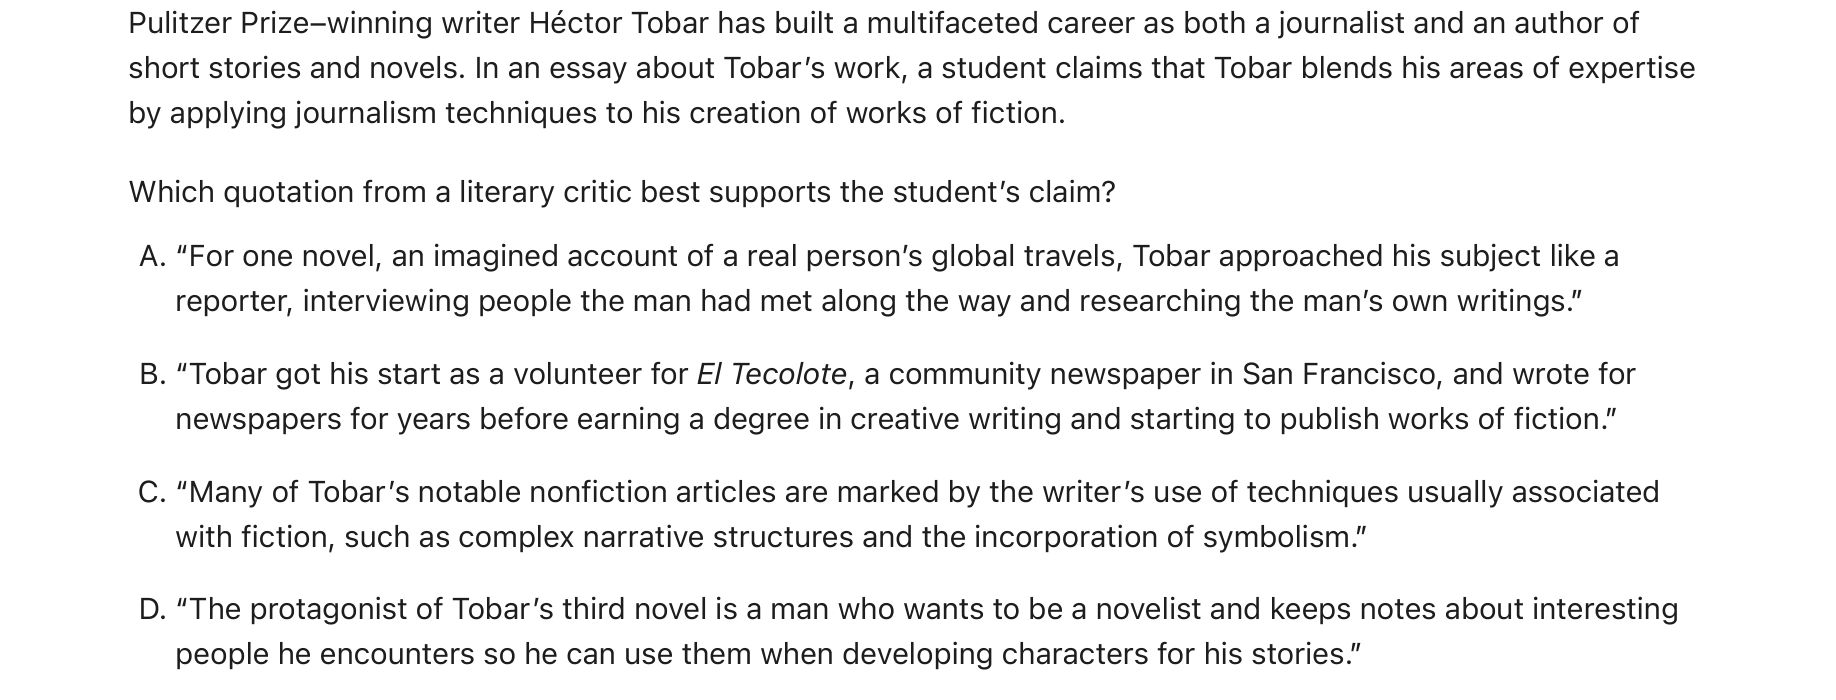 Pulitzer Prize–winning writer Héctor Tobar has built a multifaceted career as both a journalist and an author of
short stories and novels. In an essay about Tobar’s work, a student claims that Tobar blends his areas of expertise
by applying journalism techniques to his creation of works of fiction.
Which quotation from a literary critic best supports the student’s claim?
A. “For one novel, an imagined account of a real person’s global travels, Tobar approached his subject like a
reporter, interviewing people the man had met along the way and researching the man’s own writings.”
B. “Tobar got his start as a volunteer for El Tecolote, a community newspaper in San Francisco, and wrote for
newspapers for years before earning a degree in creative writing and starting to publish works of fiction.”
C. “Many of Tobar’s notable nonfiction articles are marked by the writer’s use of techniques usually associated
with fiction, such as complex narrative structures and the incorporation of symbolism.”
D. “The protagonist of Tobar’s third novel is a man who wants to be a novelist and keeps notes about interesting
people he encounters so he can use them when developing characters for his stories.”